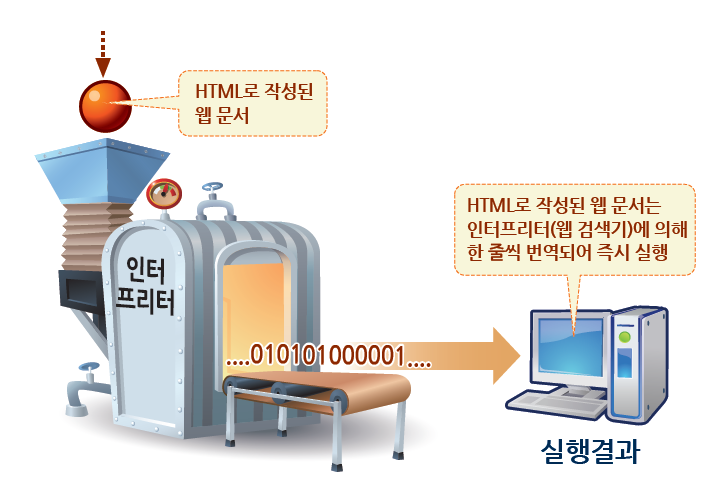 HTML로 작성된
웹 문서
HTML로 작성된 웹 문서는
인터프리터(웹 검색기)에 의해
한 줄씩 번역되어 즉시 실행
인터
프리터
....010101000001....
실행결과